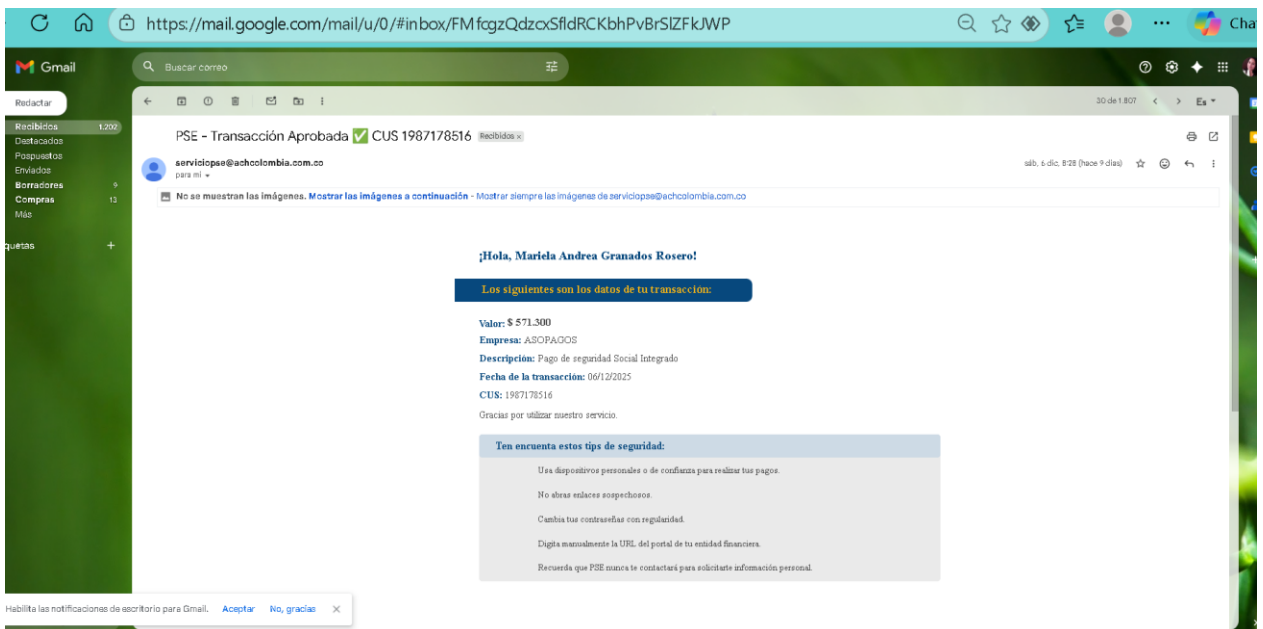 https://mail.google.com/mail/u/0/#inbox/FMfcgzQdzcxSfldRCKbhPvBrSlZFkJWP
Gmail
Buscar correo
Redactar
30 de 1.807
Es
Recibidos 1.202
Destacados
Pospuestos
Enviados
Borradores 9
Compras 13
Más
quetas +
PSE - Transacción Aprobada ✅ CUS 1987178516 Recibidos x
serviciopse@achcolombia.com.co
sáb, 6 dic, 8:28 (hace 9 días)
para mí
No se muestran las imágenes. Mostrar las imágenes a continuación - Mostrar siempre las imágenes de serviciopse@achcolombia.com.co
¡Hola, Mariela Andrea Granados Rosero!
Los siguientes son los datos de tu transacción:
Valor: $ 571.300
Empresa: ASOPAGOS
Descripción: Pago de seguridad Social Integrado
Fecha de la transacción: 06/12/2025
CUS: 1987178516
Gracias por utilizar nuestro servicio.
Ten encuenta estos tips de seguridad:
Usa dispositivos personales o de confianza para realizar tus pagos.
No abras enlaces sospechosos.
Cambia tus contraseñas con regularidad.
Digita manualmente la URL del portal de tu entidad financiera.
Recuerda que PSE nunca te contactará para solicitarte información personal.
Habilita las notificaciones de escritorio para Gmail. Aceptar No, gracias